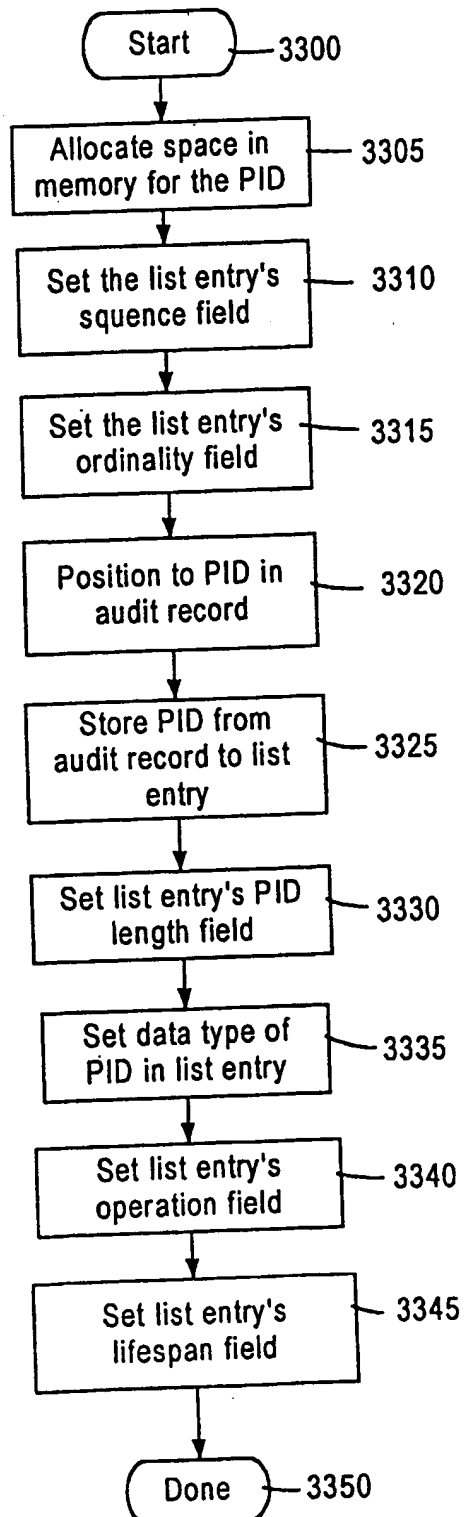 Start
3300
Allocate space in
memory for the PID
3305
Set the list entry's
squence field
3310
Set the list entry's
ordinality field
3315
Position to PID in
audit record
3320
Store PID from
audit record to list
entry
3325
Set list entry's PID
length field
3330
Set data type of
PID in list entry
3335
Set list entry's
operation field
3340
Set list entry's
lifespan field
3345
Done
3350